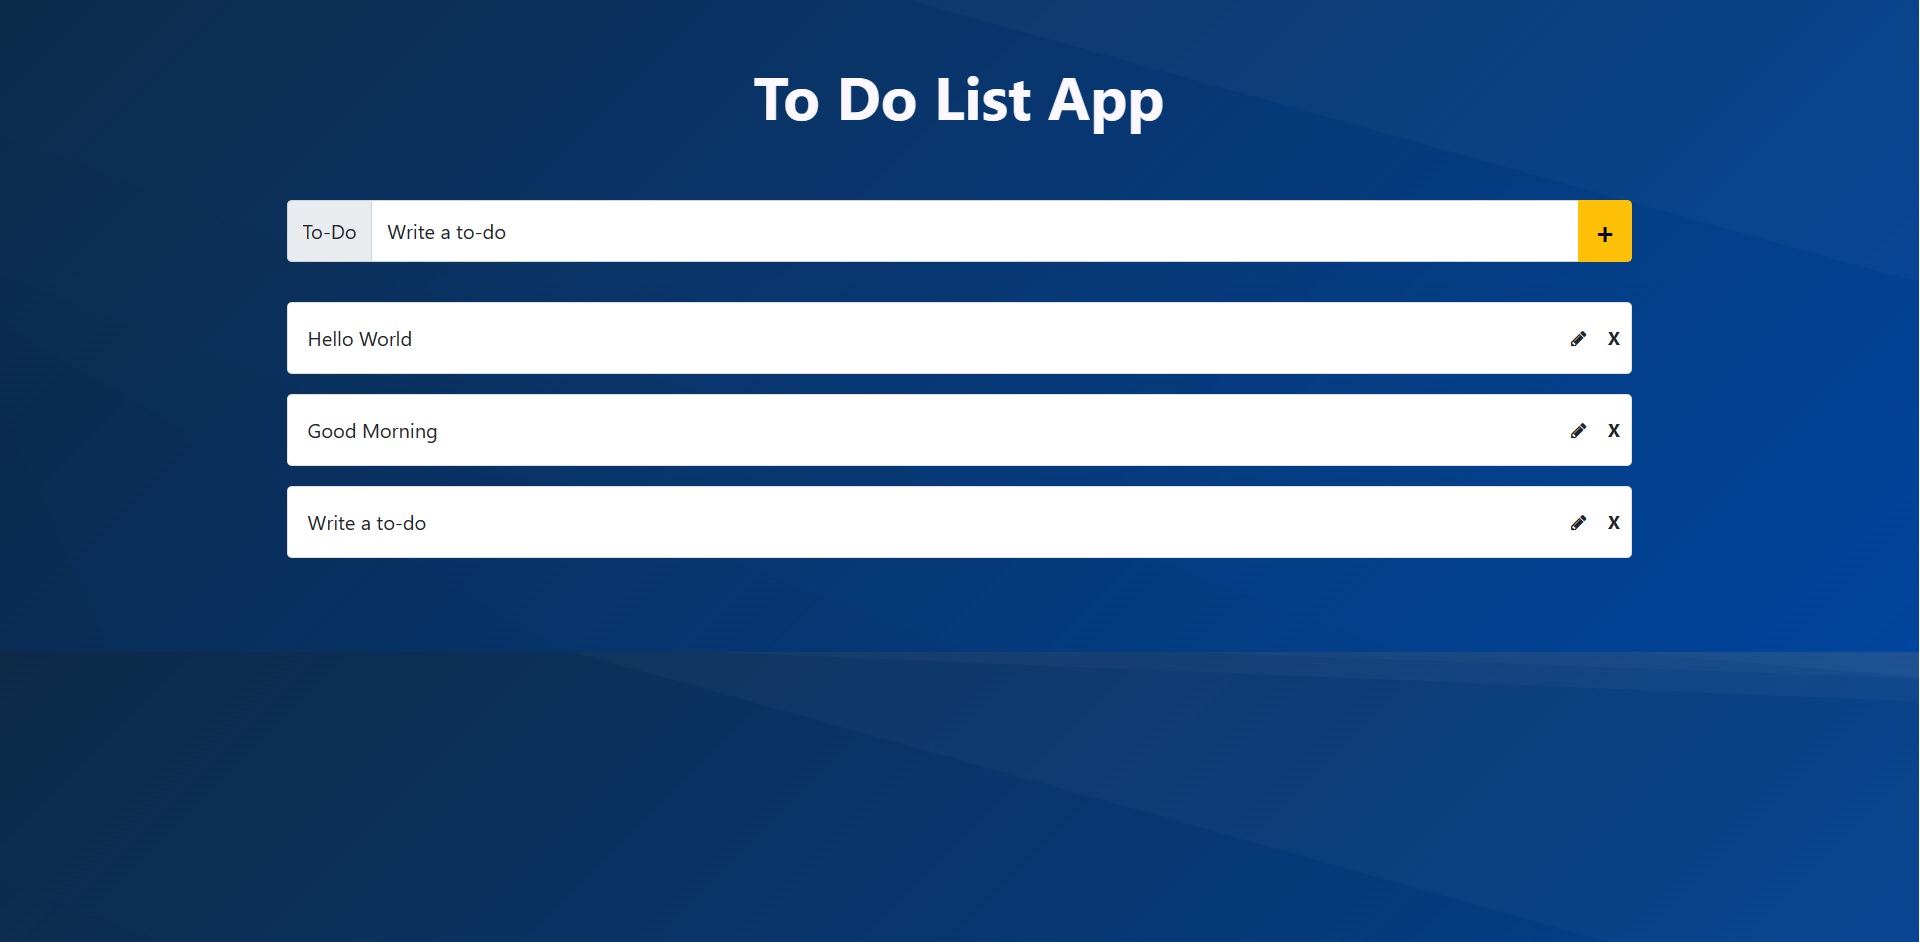 To Do List App
To-Do Write a to-do +
Hello World X
Good Morning X
Write a to-do X